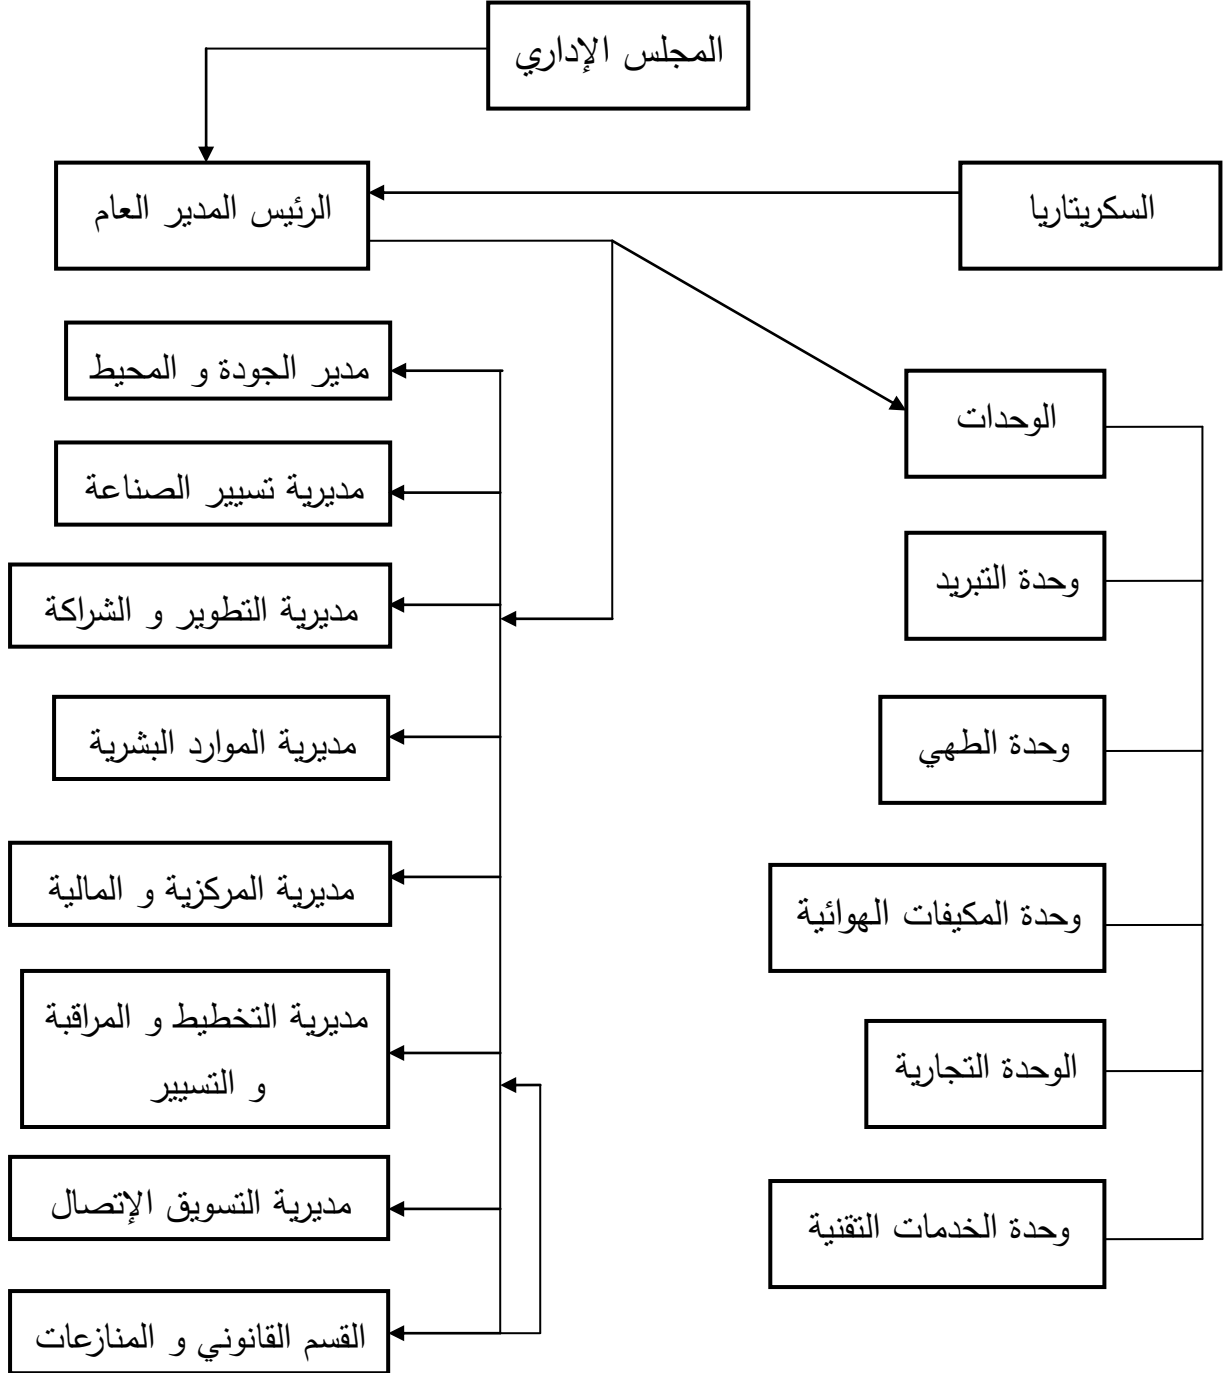 المجلس الإداري
السكريتاريا
الرئيس المدير العام
مدير الجودة و المحيط
مديرية تسيير الصناعة
مديرية التطوير و الشراكة
مديرية الموارد البشرية
مديرية المركزية و المالية
مديرية التخطيط و المراقبة
و التسيير
مديرية التسويق الإتصال
القسم القانوني و المنازعات
الوحدات
وحدة التبريد
وحدة الطهي
وحدة المكيفات الهوائية
الوحدة التجارية
وحدة الخدمات التقنية